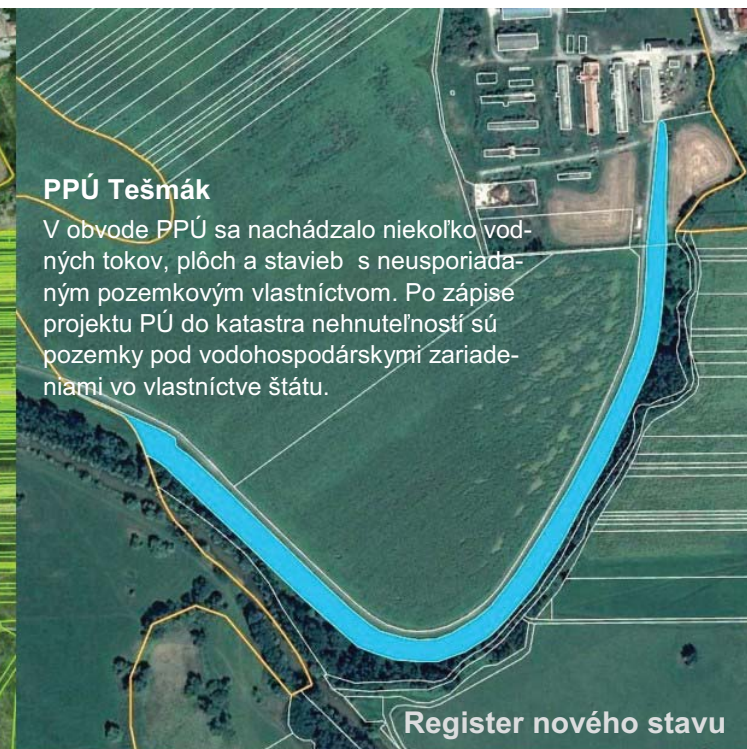 PPÚ Tešmák
V obvode PPÚ sa nachádzalo niekoľko vod-
ných tokov, plôch a stavieb s neusporiada-
ným pozemkovým vlastníctvom. Po zápise
projektu PÚ do katastra nehnuteľností sú
pozemky pod vodohospodárskymi zariade-
niami vo vlastníctve štátu.
Register nového stavu